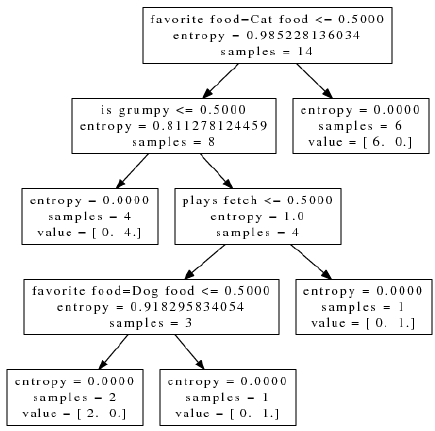 favorite food=Cat food <= 0.5000
entropy = 0.985228136034
samples = 14
is grumpy <= 0.5000
entropy = 0.811278124459
samples = 8
entropy = 0.0000
samples = 6
value = [ 6. 0.]
entropy = 0.0000
samples = 4
value = [ 0. 4.]
plays fetch <= 0.5000
entropy = 1.0
samples = 4
favorite food=Dog food <= 0.5000
entropy = 0.918295834054
samples = 3
entropy = 0.0000
samples = 1
value = [ 0. 1.]
entropy = 0.0000
samples = 2
value = [ 2. 0.]
entropy = 0.0000
samples = 1
value = [ 0. 1.]